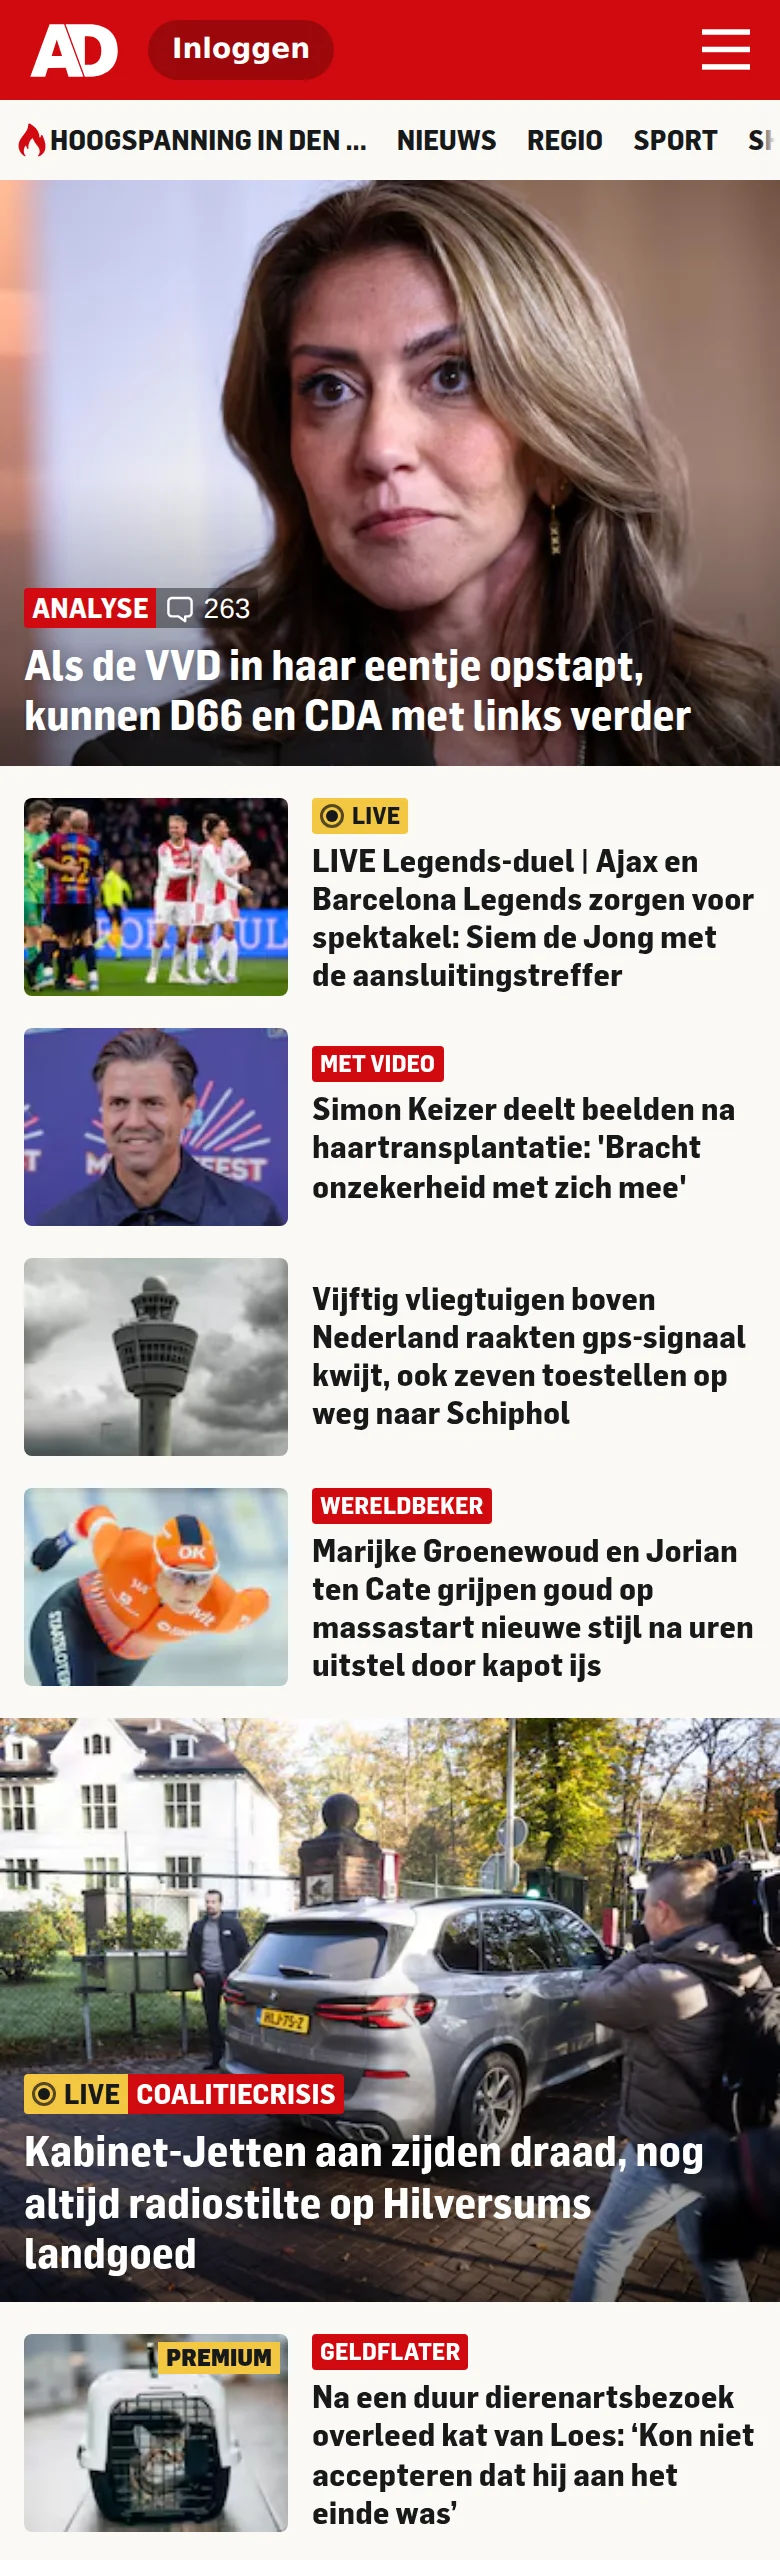 AD
Inloggen
HOOGSPANNING IN DEN ...
NIEUWS
REGIO
SPORT
ANALYSE
263
Als de VVD in haar eentje opstapt,
kunnen D66 en CDA met links verder
LIVE
LIVE Legends-duel | Ajax en
Barcelona Legends zorgen voor
spektakel: Siem de Jong met
de aansluitingstreffer
MET VIDEO
Simon Keizer deelt beelden na
haartransplantatie: 'Bracht
onzekerheid met zich mee'
Vijftig vliegtuigen boven
Nederland raakten gps-signaal
kwijt, ook zeven toestellen op
weg naar Schiphol
OK
WERELDBEKER
Marijke Groenewoud en Jorian
ten Cate grijpen goud op
massastart nieuwe stijl na uren
uitstel door kapot ijs
LIVE
COALITIECRISIS
Kabinet-Jetten aan zijden draad, nog
altijd radiostilte op Hilversums
landgoed
PREMIUM
GELDFLATER
Na een duur dierenartsbezoek
overleed kat van Loes: ‘Kon niet
accepteren dat hij aan het
einde was’